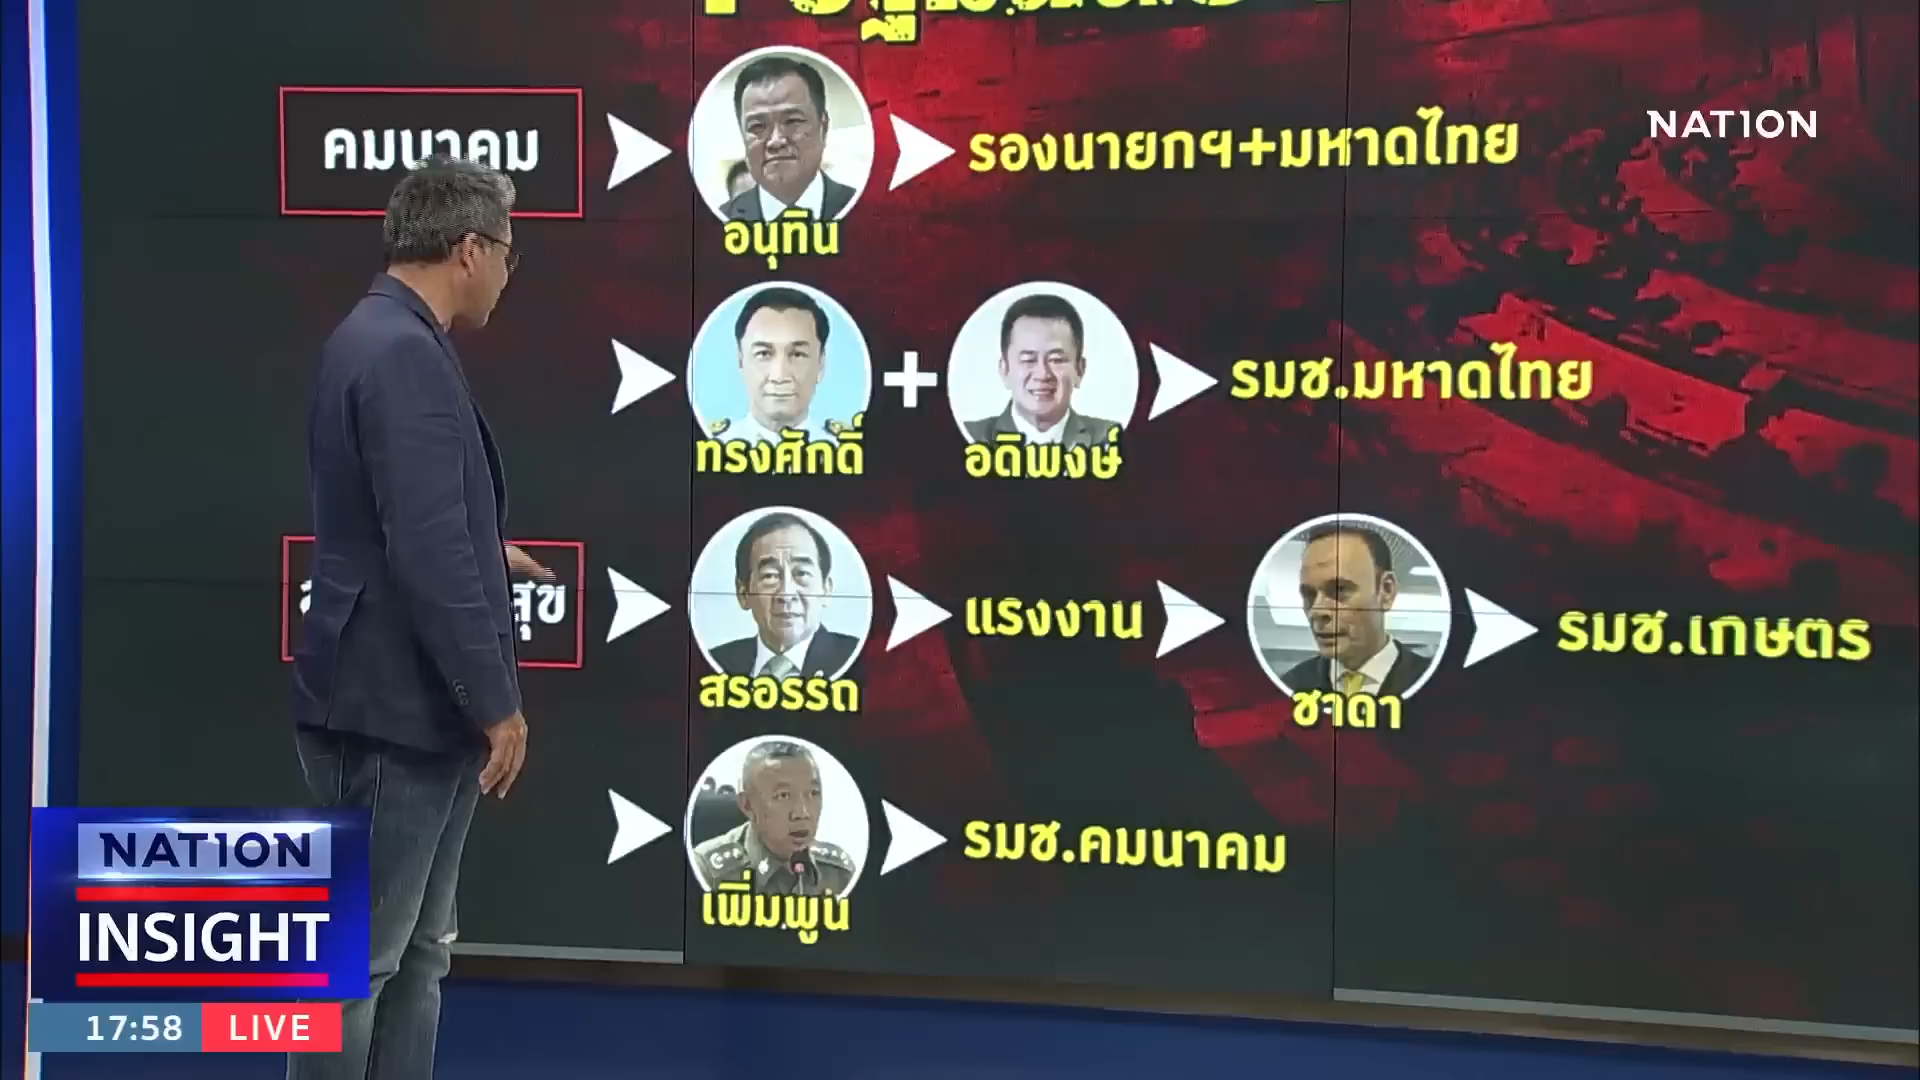 คมนาคม
รองนายกฯ+มหาดไทย
NATION
อนุทิน
+
รมช.มหาดไทย
ทรงศักดิ์
อดิพงษ์
สุข
แรงงาน
รมช.เกษตร
สรอรรถ
ชาดา
รมช.คมนาคม
เพิ่มพูน
NATION
INSIGHT
17:58 LIVE